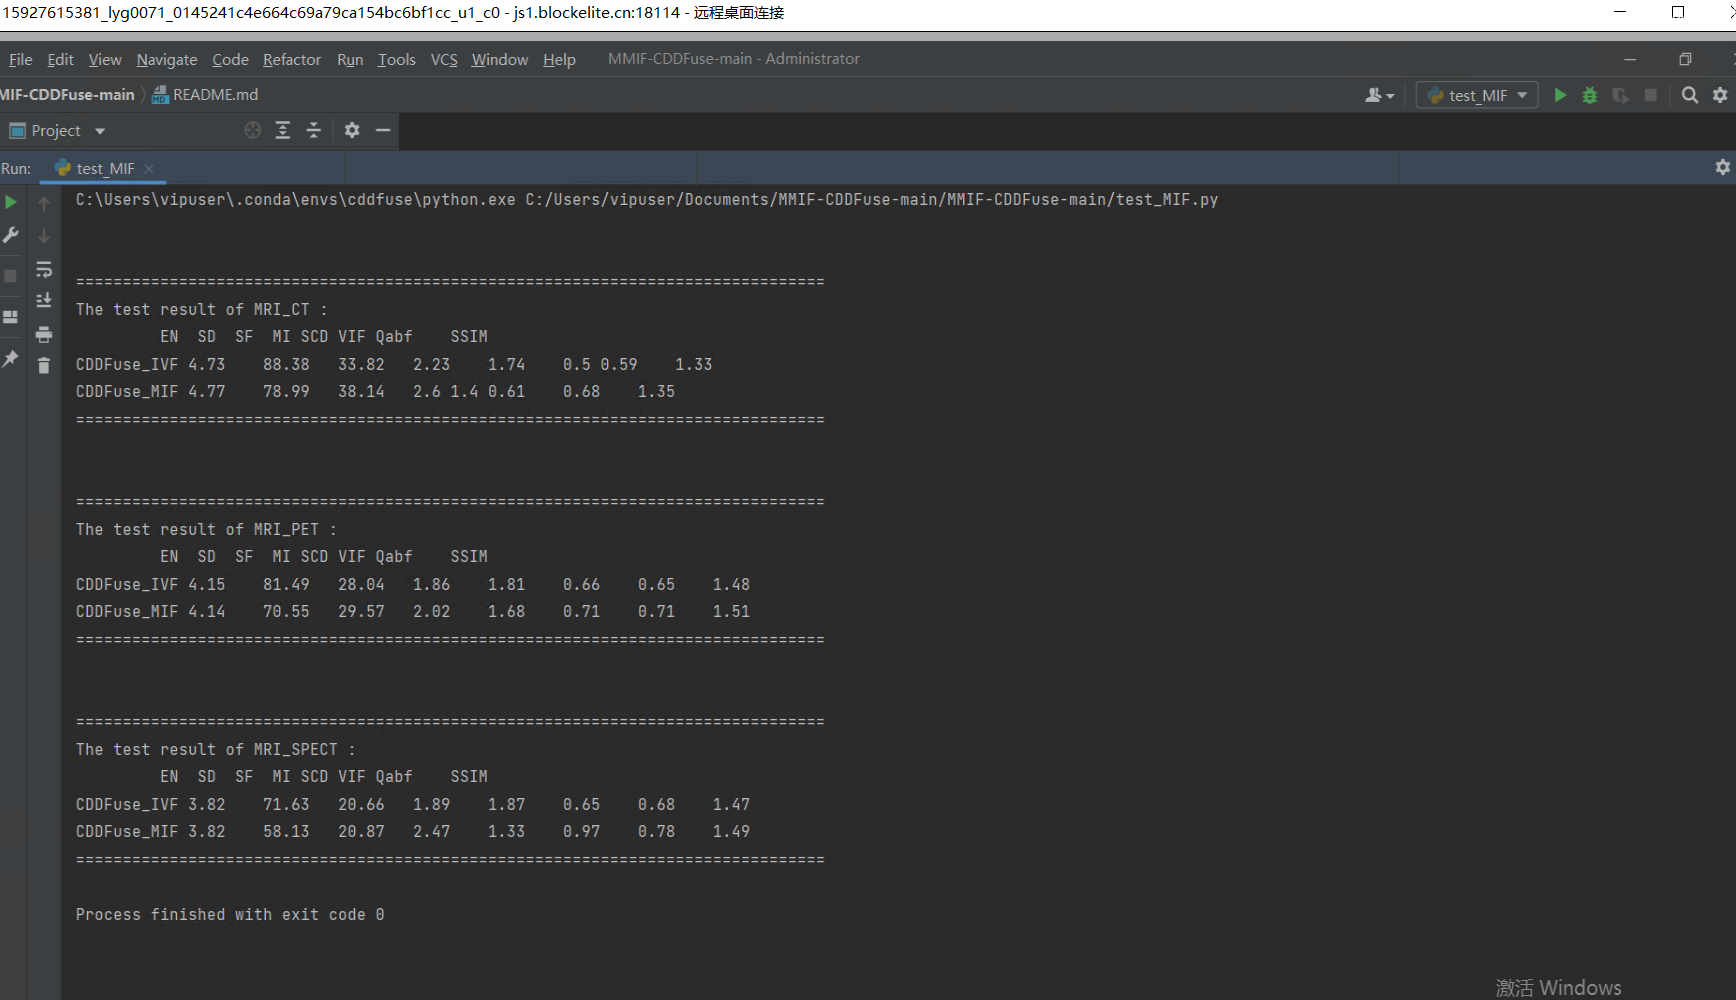 15927615381_lyg0071_0145241c4e664c69a79ca154bc6bf1cc_u1_c0 - js1.blockelite.cn:18114 - 远程桌面连接
File Edit View Navigate Code Refactor Run Tools VCS Window Help MMIF-CDDFuse-main - Administrator
MIF-CDDFuse-main README.md test_MIF
Project
Run: test_MIF
C:\Users\vipuser\.conda\envs\cddfuse\python.exe C:/Users/vipuser/Documents/MMIF-CDDFuse-main/MMIF-CDDFuse-main/test_MIF.py
================================================================================
The test result of MRI_CT :
EN SD SF MI SCD VIF Qabf SSIM
CDDFuse_IVF 4.73 88.38 33.82 2.23 1.74 0.5 0.59 1.33
CDDFuse_MIF 4.77 78.99 38.14 2.6 1.4 0.61 0.68 1.35
================================================================================
================================================================================
The test result of MRI_PET :
EN SD SF MI SCD VIF Qabf SSIM
CDDFuse_IVF 4.15 81.49 28.04 1.86 1.81 0.66 0.65 1.48
CDDFuse_MIF 4.14 70.55 29.57 2.02 1.68 0.71 0.71 1.51
================================================================================
================================================================================
The test result of MRI_SPECT :
EN SD SF MI SCD VIF Qabf SSIM
CDDFuse_IVF 3.82 71.63 20.66 1.89 1.87 0.65 0.68 1.47
CDDFuse_MIF 3.82 58.13 20.87 2.47 1.33 0.97 0.78 1.49
================================================================================
Process finished with exit code 0
激活 Windows